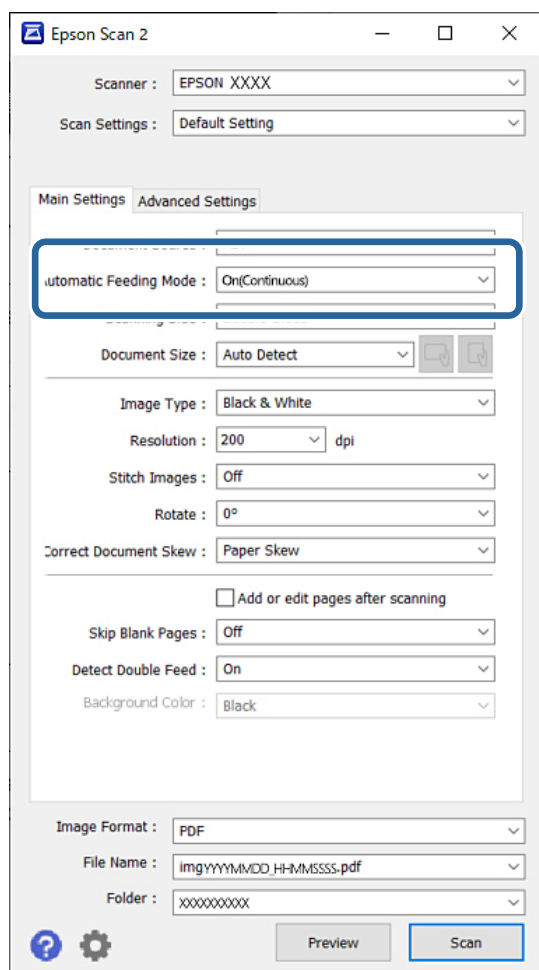 Epson Scan 2
Scanner : EPSON XXXX
Scan Settings : Default Setting
Main Settings Advanced Settings
utomatic Feeding Mode : On(Continuous)
Document Size : Auto Detect
Image Type : Black & White
Resolution : 200 dpi
Stitch Images : Off
Rotate : 0°
Correct Document Skew : Paper Skew
Add or edit pages after scanning
Skip Blank Pages : Off
Detect Double Feed : On
Background Color : Black
Image Format : PDF
File Name : imgYYYYMMDD_HHMMSSSS.pdf
Folder : XXXXXXXXXX
Preview Scan